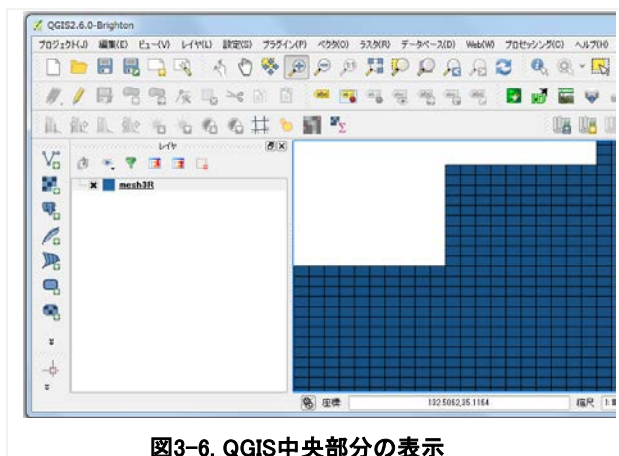 QGIS2.6.0-Brighton
プロジェクト(J) 編集(E) ビュー(V) レイヤ(L) 設定(S) プラグイン(P) ベクタ(O) ラスタ(R) データベース(D) Web(W) プロセッシング(C) ヘルプ(H)
レイヤ
mesh3R
座標 132.5062,35.1164 縮尺
図3-6. QGIS中央部分の表示